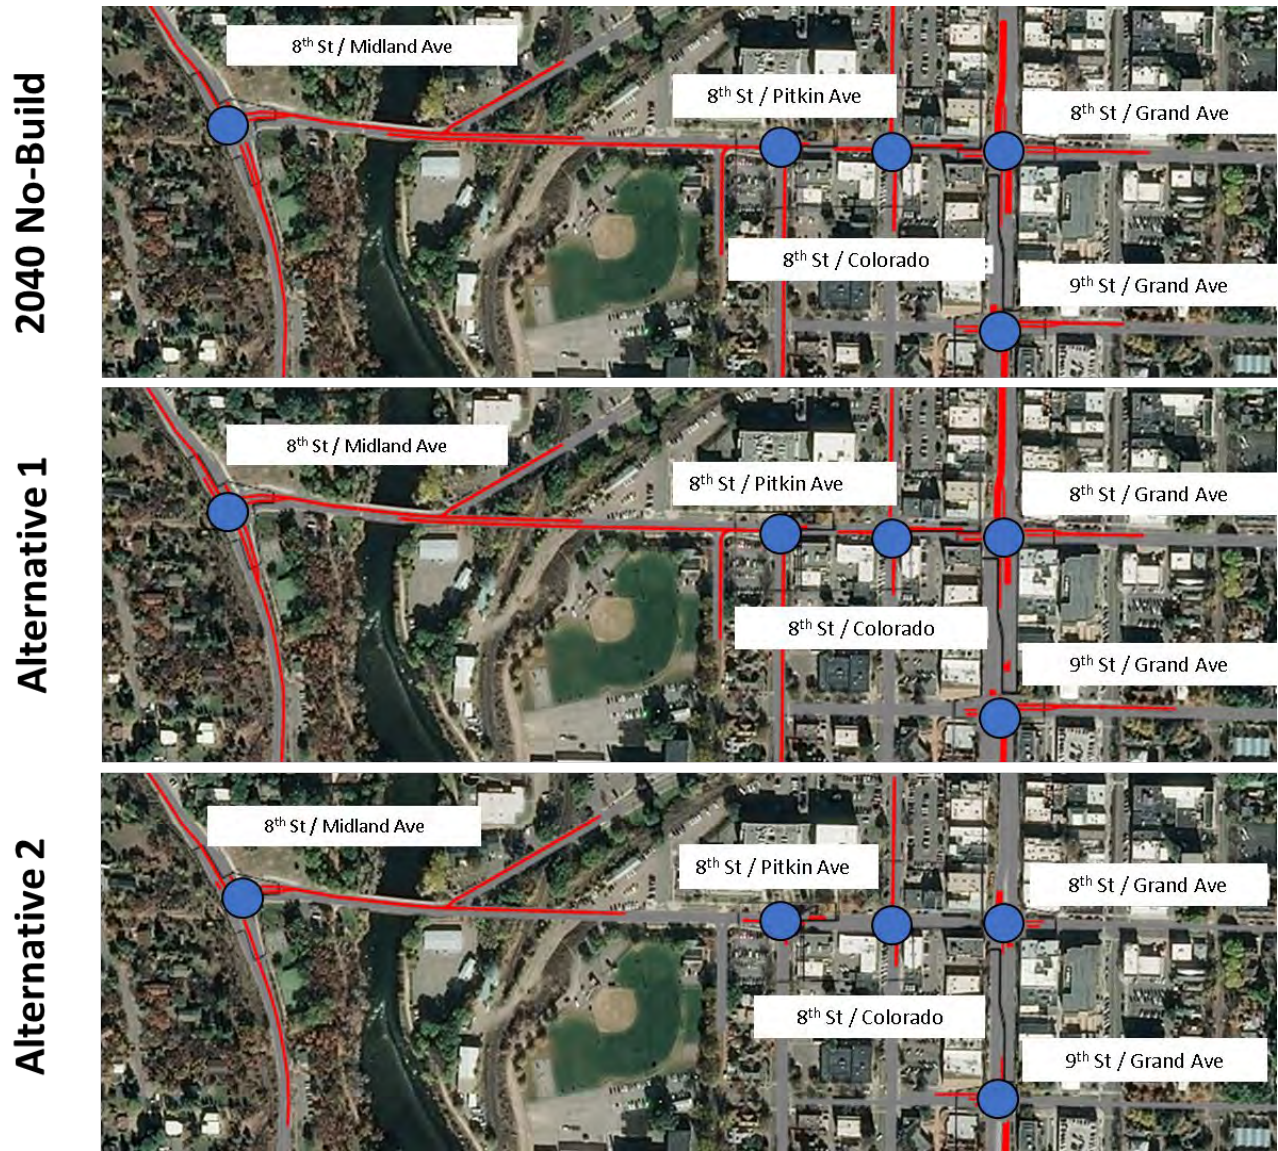 2040 No-Build
8th St / Midland Ave
8th St / Pitkin Ave
8th St / Grand Ave
8th St / Colorado
9th St / Grand Ave
Alternative 1
8th St / Midland Ave
8th St / Pitkin Ave
8th St / Grand Ave
8th St / Colorado
9th St / Grand Ave
Alternative 2
8th St / Midland Ave
8th St / Pitkin Ave
8th St / Grand Ave
8th St / Colorado
9th St / Grand Ave